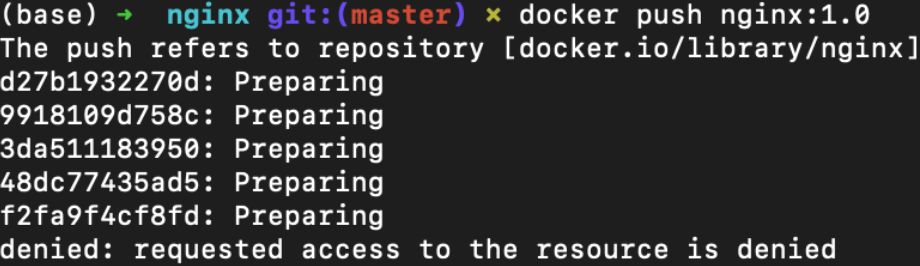 (base) ➜ nginx git:(master) ✗ docker push nginx:1.0
The push refers to repository [docker.io/library/nginx]
d27b1932270d: Preparing
9918109d758c: Preparing
3da511183950: Preparing
48dc77435ad5: Preparing
f2fa9f4cf8fd: Preparing
denied: requested access to the resource is denied